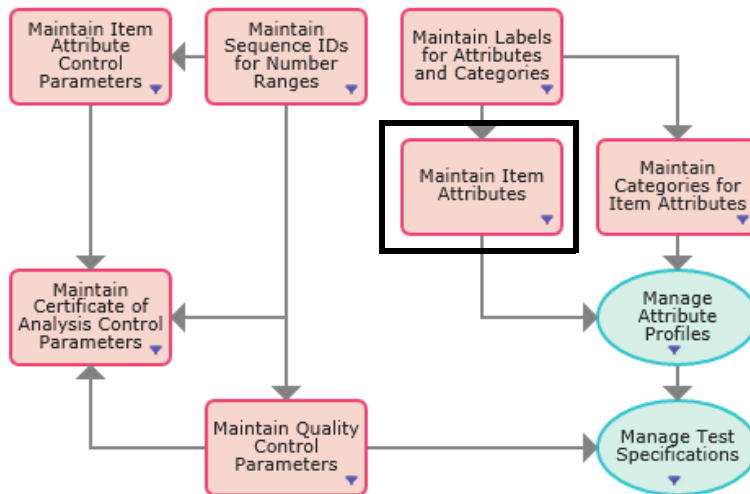 Maintain Item
Attribute
Control
Parameters
Maintain
Sequence IDs
for Number
Ranges
Maintain Labels
for Attributes
and Categories
Maintain Item
Attributes
Maintain
Categories for
Item Attributes
Maintain
Certificate of
Analysis Control
Parameters
Manage
Attribute
Profiles
Maintain Quality
Control
Parameters
Manage Test
Specifications